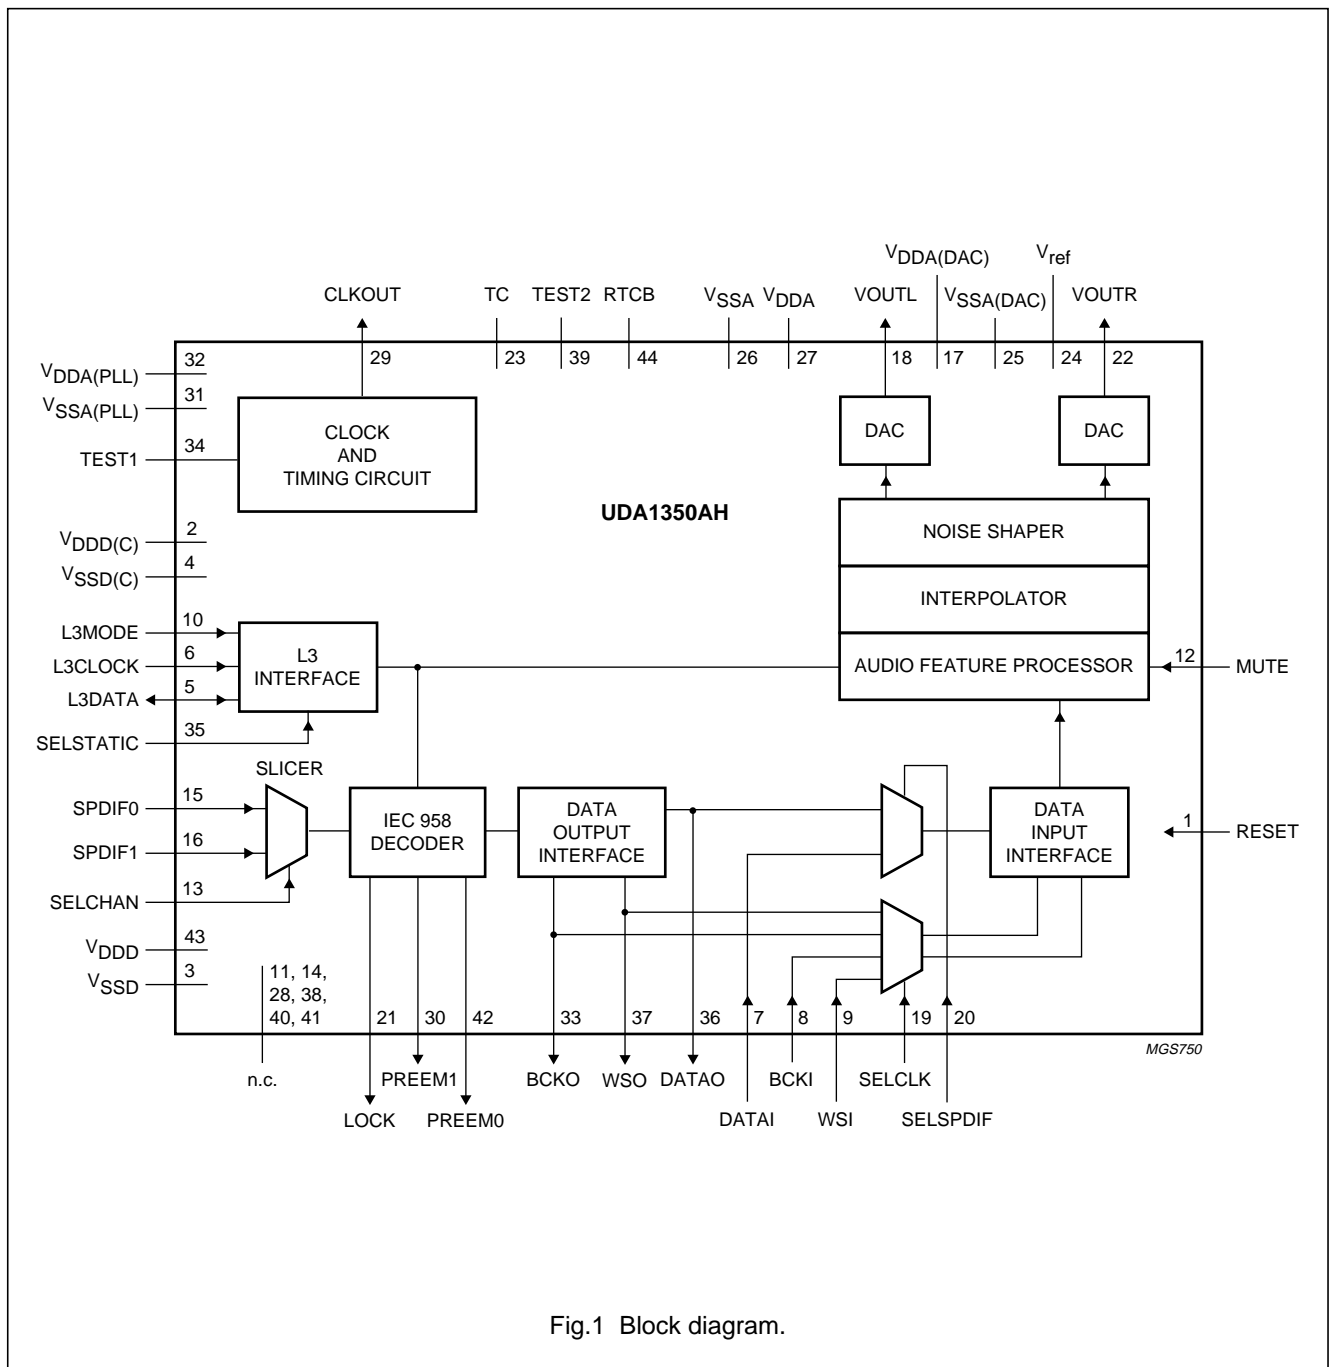 VDDA(DAC) Vref
CLKOUT TC TEST2 RTCB VSSA VDDA VOUTL VSSA(DAC) VOUTR
29 23 39 44 26 27 18 17 25 24 22
VDDA(PLL) 32
VSSA(PLL) 31
TEST1 34
CLOCK
AND
TIMING CIRCUIT
DAC DAC
UDA1350AH
NOISE SHAPER
VDDD(C) 2
VSSD(C) 4
INTERPOLATOR
L3MODE 10
L3CLOCK 6
L3DATA 5
L3
INTERFACE
AUDIO FEATURE PROCESSOR
12 MUTE
SELSTATIC 35
SLICER
SPDIF0 15
SPDIF1 16
SELCHAN 13
IEC 958
DECODER
DATA
OUTPUT
INTERFACE
DATA
INPUT
INTERFACE
1 RESET
VDDD 43
VSSD 3
11, 14,
28, 38,
40, 41
21 30 42 33 37 36 7 8 9 19 20
MGS750
n.c. PREEM1 BCKO WSO DATAO BCKI SELCLK
LOCK PREEM0 DATAI WSI SELSPDIF
Fig.1 Block diagram.